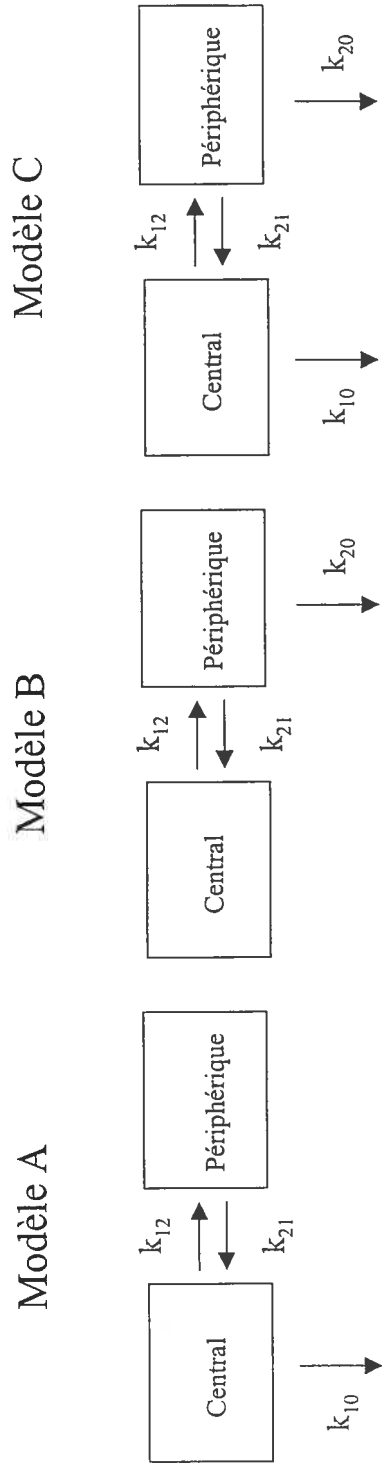 Modèle A
Central
Périphérique
k12
k21
k10
Modèle B
Central
Périphérique
k12
k21
k20
Modèle C
Central
Périphérique
k12
k21
k10
k20